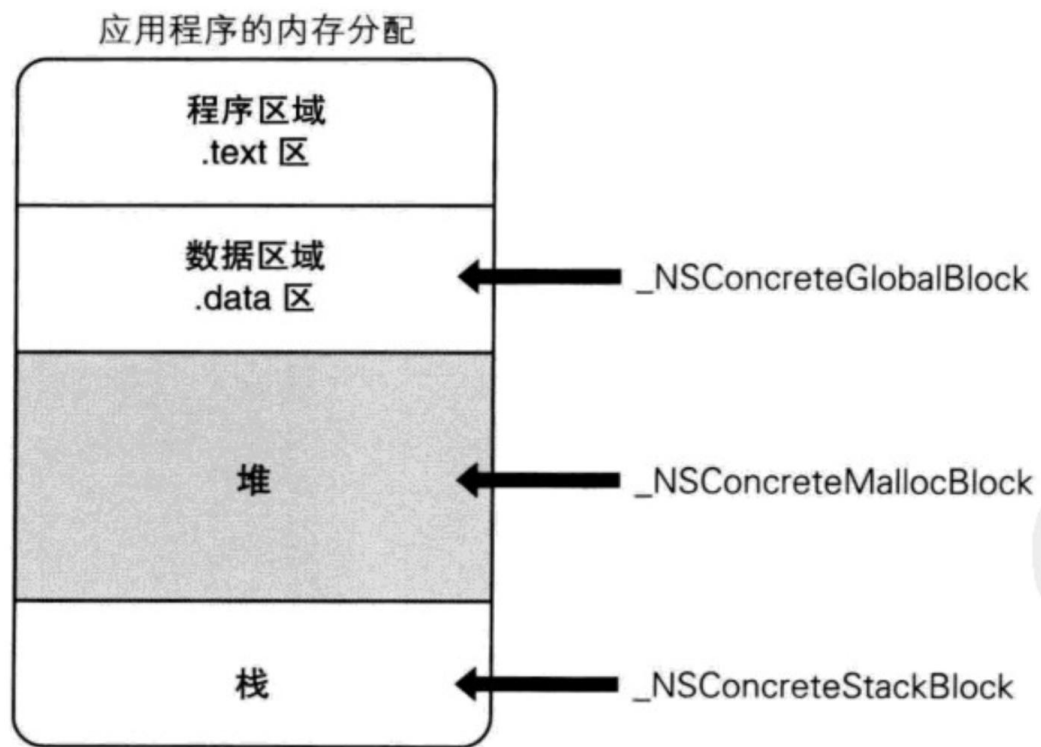 应用程序的内存分配
程序区域
.text 区
数据区域
.data 区
_NSConcreteGlobalBlock
堆
_NSConcreteMallocBlock
栈
_NSConcreteStackBlock